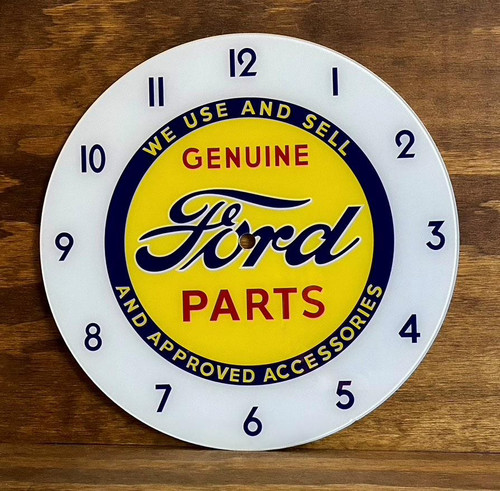 12
1
2
3
4
5
6
7
8
9
10
11
WE USE AND SELL
GENUINE
Ford
PARTS
AND APPROVED ACCESSORIES